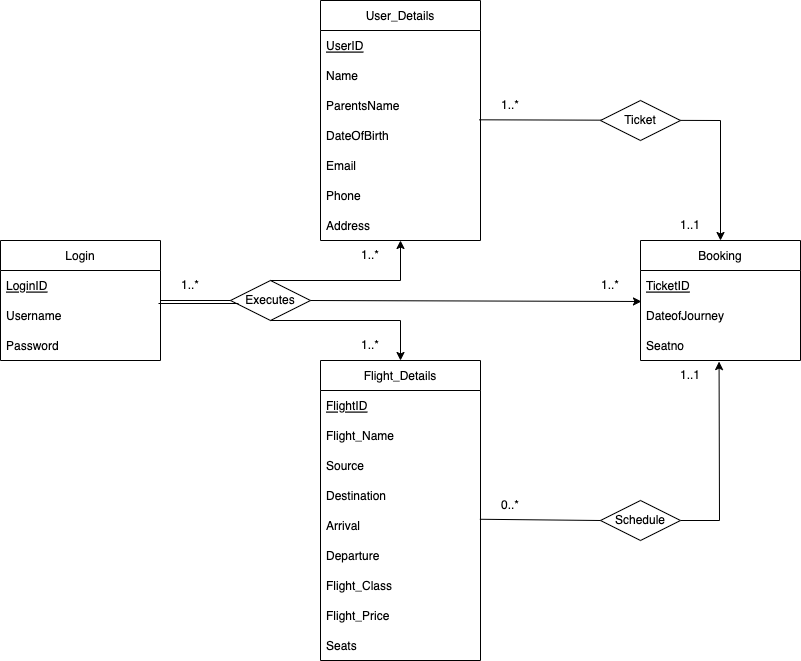 User_Details
UserID
Name
ParentsName
DateOfBirth
Email
Phone
Address
1..*
Ticket
1..1
Login
LoginID
Username
Password
1..*
Executes
1..*
1..*
1..*
Booking
TicketID
DateofJourney
Seatno
1..1
Flight_Details
FlightID
Flight_Name
Source
Destination
Arrival
Departure
Flight_Class
Flight_Price
Seats
0..*
Schedule